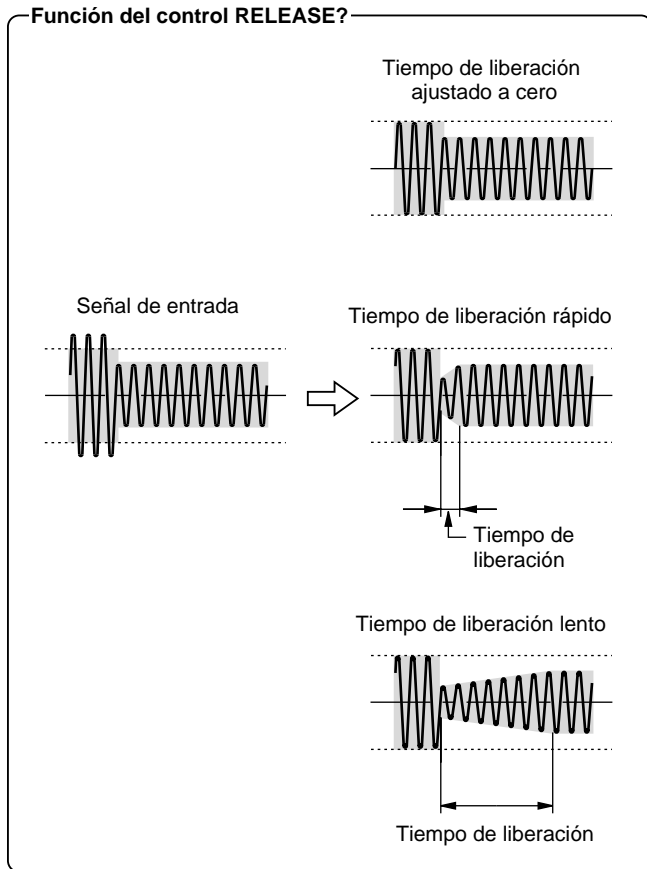 Función del control RELEASE?
Tiempo de liberación
ajustado a cero
Señal de entrada
Tiempo de liberación rápido
Tiempo de
liberación
Tiempo de liberación lento
Tiempo de liberación